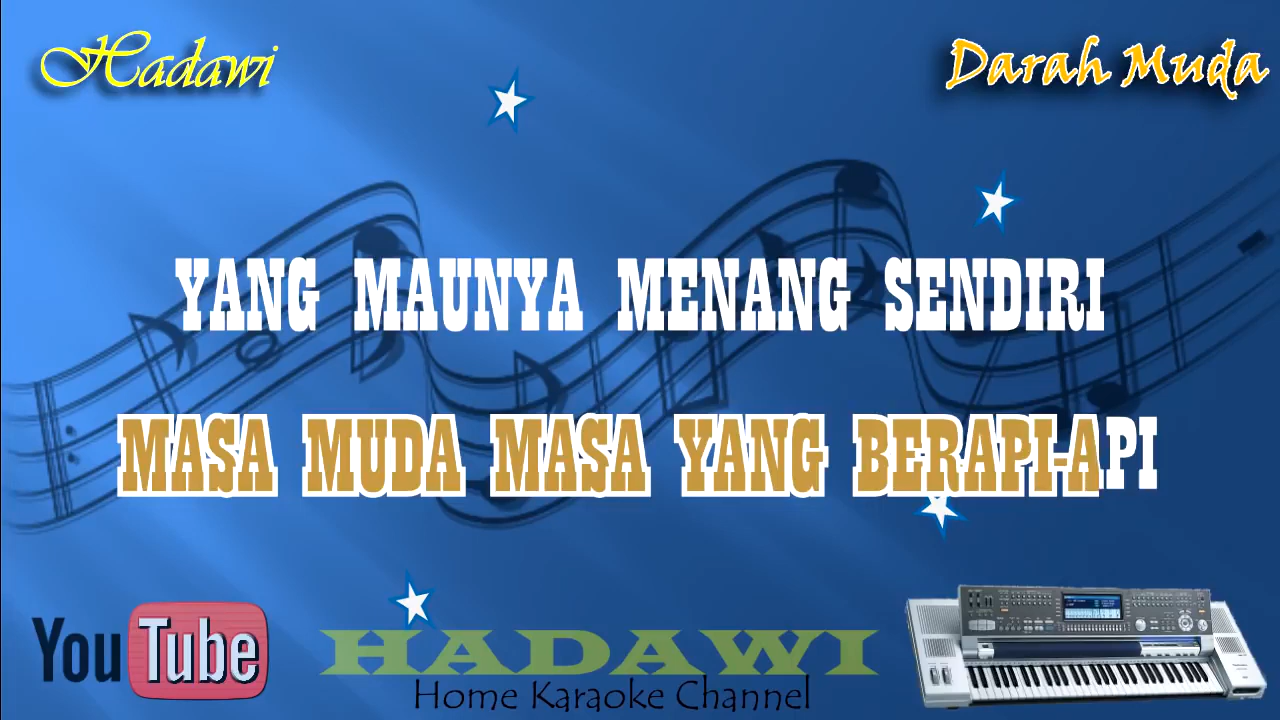 Hadawi
Darah Muda
YANG MAUNYA MENANG SENDIRI
MASA MUDA MASA YANG BERAPI-API
YouTube
HADAWI
Home Karaoke Channel